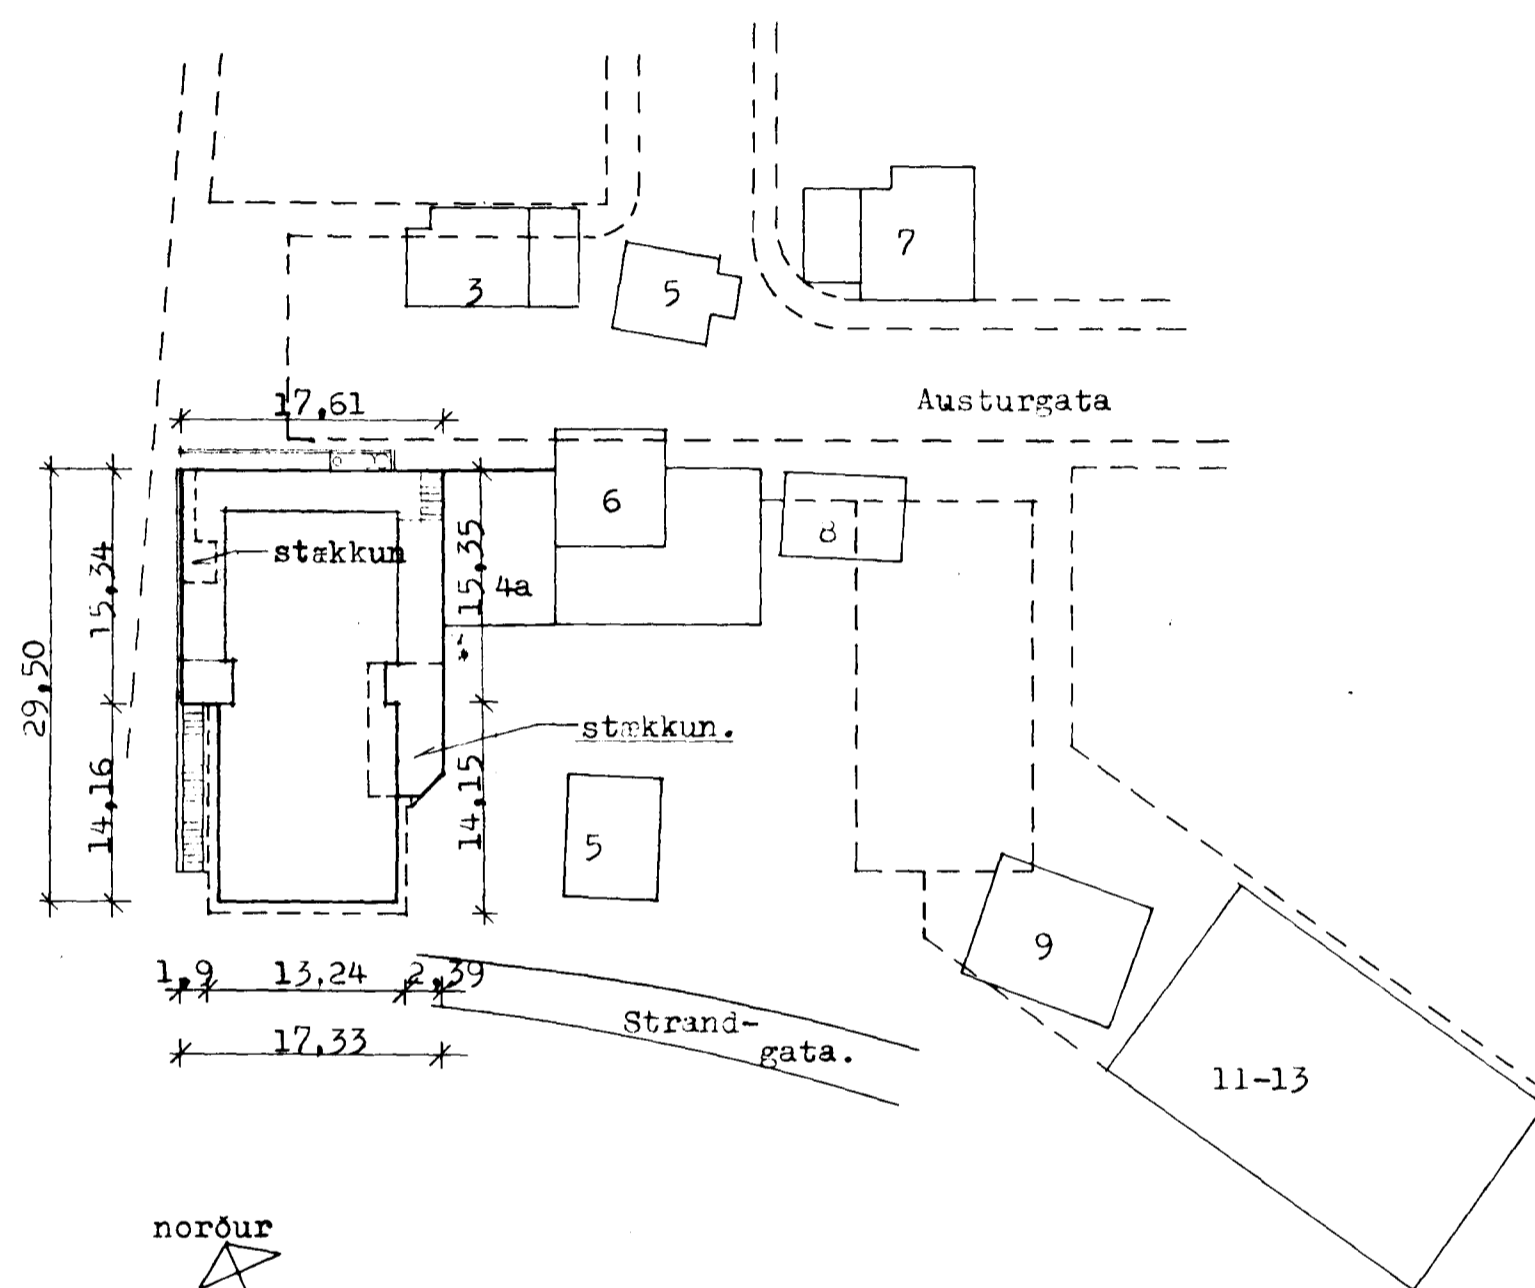 7
3
5
17,61
Austurgata
6
8
stækkun
15,34
15,35
4a
29,50
stækkun.
14,16
14,15
5
9
1,9
13,24
2,39
Strand-
gata.
17,33
11-13
norður